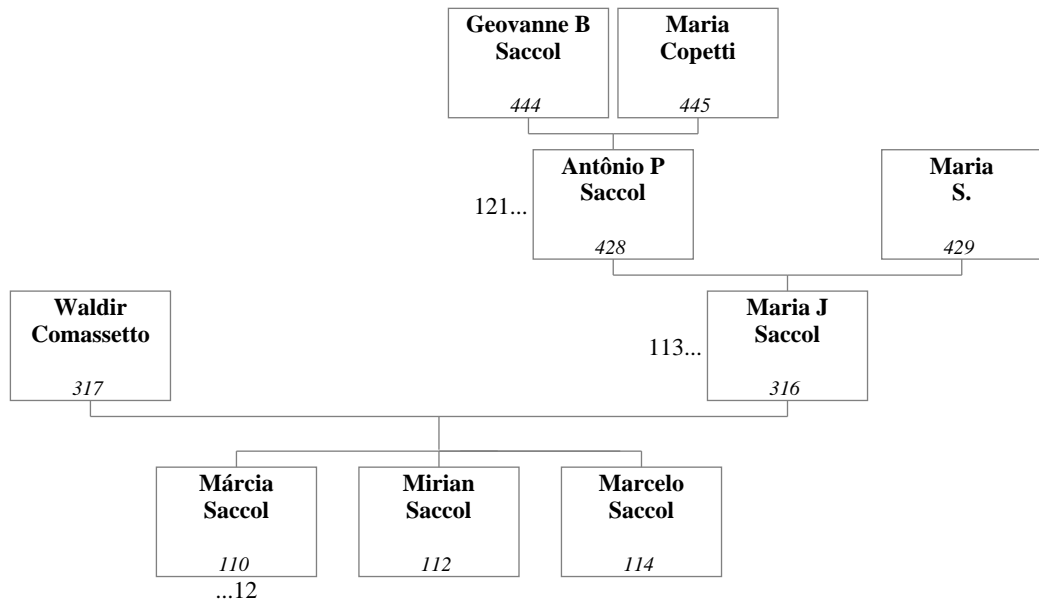 Geovanne B
Saccol
444
Maria
Copetti
445
Antônio P
Saccol
428
121...
Maria
S.
429
Waldir
Comassetto
317
Maria J
Saccol
316
113...
Márcia
Saccol
110
...12
Mirian
Saccol
112
Marcelo
Saccol
114